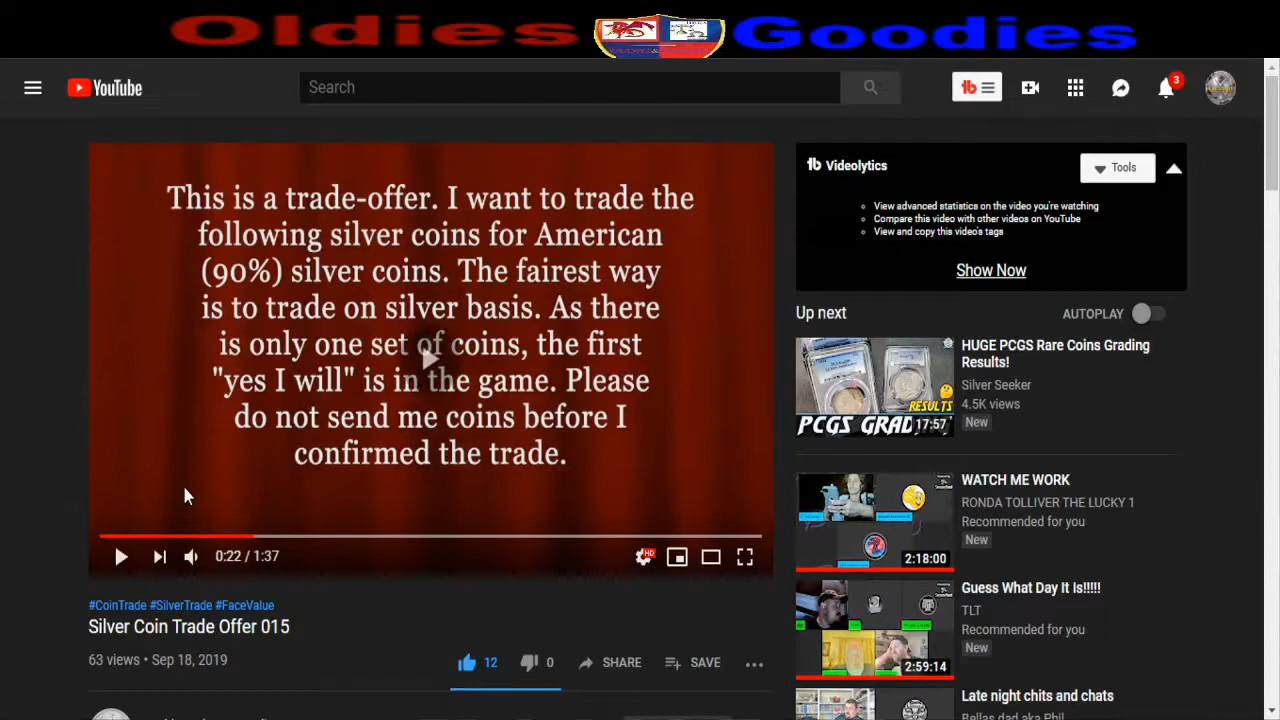 Oldies Goodies
YouTube
Search
3
This is a trade-offer. I want to trade the
following silver coins for American
(90%) silver coins. The fairest way
is to trade on silver basis. As there
is only one set of coins, the first
"yes I will" is in the game. Please
do not send me coins before I
confirmed the trade.
0:22 / 1:37
HD
#CoinTrade #SilverTrade #FaceValue
Silver Coin Trade Offer 015
63 views • Sep 18, 2019
12
0
SHARE
SAVE
tb Videolytics
Tools
View advanced statistics on the video you're watching
Compare this video with other videos on YouTube
View and copy this video's tags
Show Now
Up next
AUTOPLAY
HUGE PCGS Rare Coins Grading
Results!
Silver Seeker
4.5K views
New
RESULTS
PCGS GRAD
17:57
WATCH ME WORK
RONDA TOLLIVER THE LUCKY 1
Recommended for you
New
2:18:00
Guess What Day It Is!!!!!
TLT
Recommended for you
New
2:59:14
Late night chits and chats
Bellas dad aka Phil